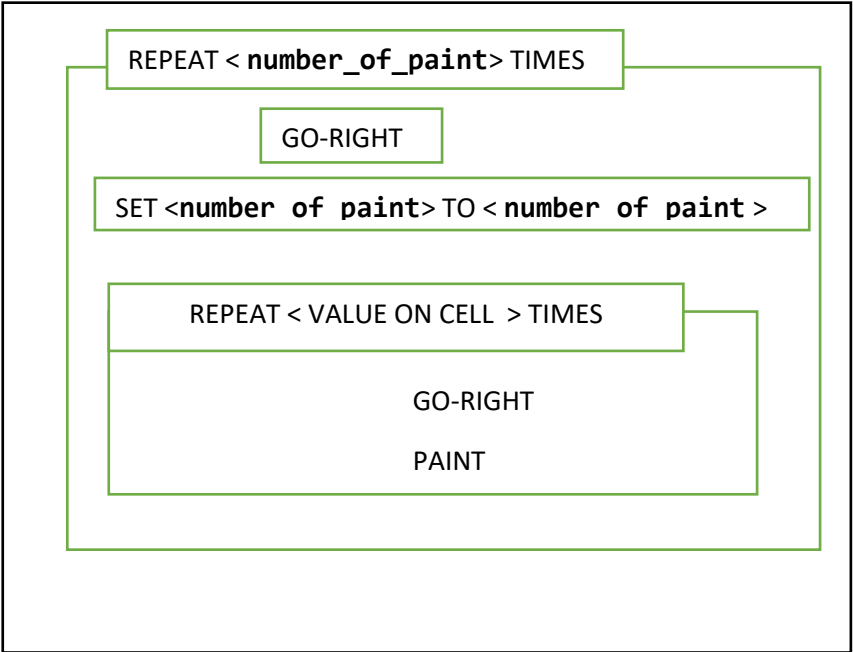 REPEAT < number_of_paint> TIMES
GO-RIGHT
SET <number of paint> TO < number of paint >
REPEAT < VALUE ON CELL > TIMES
GO-RIGHT
PAINT